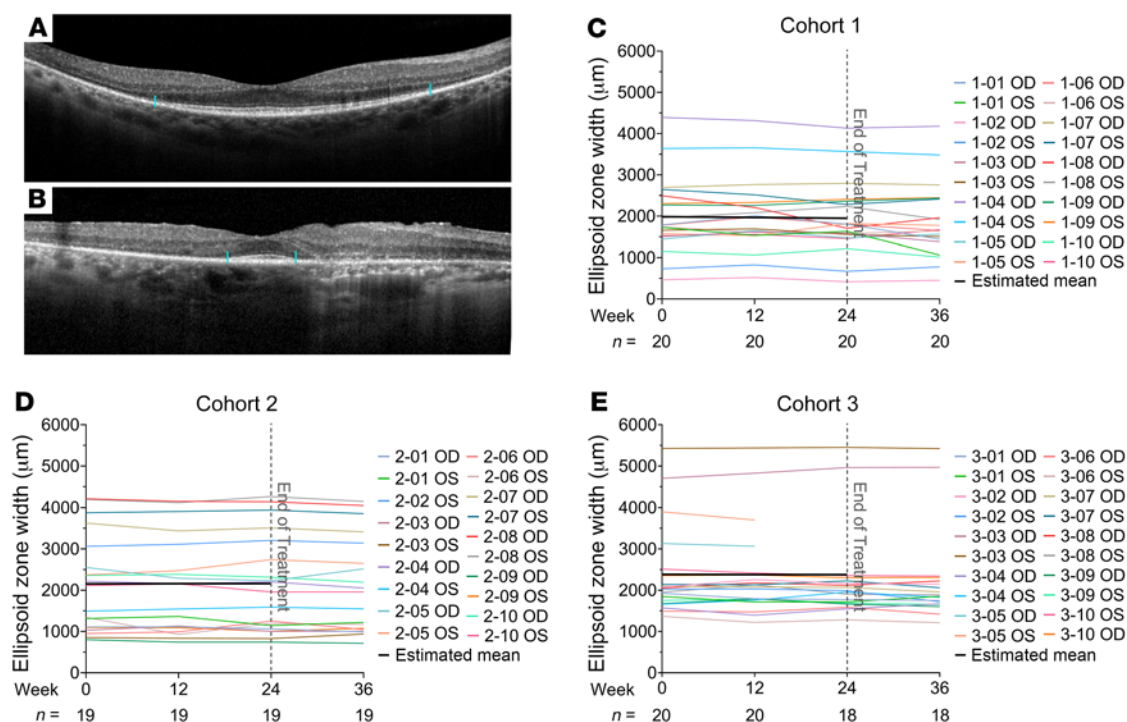 A
B
C
Cohort 1
Ellipsoid zone width (μm)
6000
5000
4000
3000
2000
1000
0
End of Treatment
Week 0 12 24 36
n = 20 20 20 20
1-01 OD 1-06 OD
1-01 OS 1-06 OS
1-02 OD 1-07 OD
1-02 OS 1-07 OS
1-03 OD 1-08 OD
1-03 OS 1-08 OS
1-04 OD 1-09 OD
1-04 OS 1-09 OS
1-05 OD 1-10 OD
1-05 OS 1-10 OS
Estimated mean
D
Cohort 2
Ellipsoid zone width (μm)
6000
5000
4000
3000
2000
1000
0
End of Treatment
Week 0 12 24 36
n = 19 19 19 19
2-01 OD 2-06 OD
2-01 OS 2-06 OS
2-02 OS 2-07 OD
2-03 OD 2-07 OS
2-03 OS 2-08 OD
2-04 OD 2-08 OS
2-04 OS 2-09 OD
2-05 OD 2-09 OS
2-05 OS 2-10 OD
2-10 OS
Estimated mean
E
Cohort 3
Ellipsoid zone width (μm)
6000
5000
4000
3000
2000
1000
0
End of Treatment
Week 0 12 24 36
n = 20 20 18 18
3-01 OD 3-06 OD
3-01 OS 3-06 OS
3-02 OD 3-07 OD
3-02 OS 3-07 OS
3-03 OD 3-08 OD
3-03 OS 3-08 OS
3-04 OD 3-09 OD
3-04 OS 3-09 OS
3-05 OD 3-10 OS
3-05 OS 3-10 OD
Estimated mean